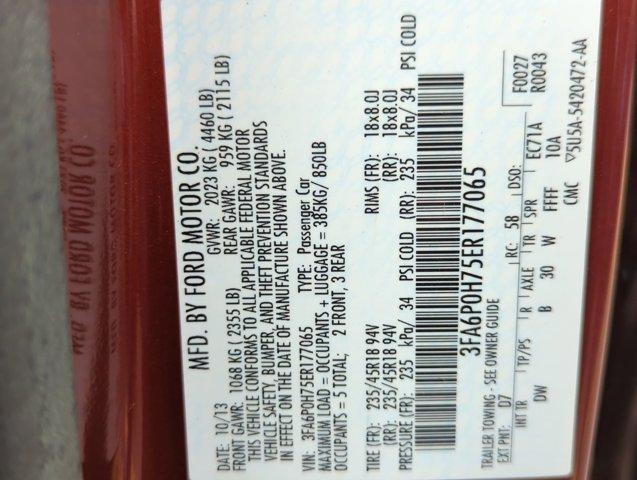 MFD. BY FORD MOTOR CO.
DATE: 10/13 GVWR: 2023 KG ( 4460 LB)
FRONT GAWR: 1068 KG ( 2355 LB) REAR GAWR: 959 KG ( 2115 LB)
THIS VEHICLE CONFORMS TO ALL APPLICABLE FEDERAL MOTOR
VEHICLE SAFETY, BUMPER, AND THEFT PREVENTION STANDARDS
IN EFFECT ON THE DATE OF MANUFACTURE SHOWN ABOVE.
VIN: 3FA6P0H75ER177065 TYPE: Passenger Car
MAXIMUM LOAD = OCCUPANTS + LUGGAGE = 385KG/ 850LB
OCCUPANTS = 5 TOTAL; 2 FRONT, 3 REAR
TIRE (FR): 235/45R18 94V RIMS (FR): 18x8.0J
(RR): 235/45R18 94V (RR): 18x8.0J
PRESSURE (FR): 235 kPa/ 34 PSI COLD (RR): 235 kPa/ 34 PSI COLD
3FA6P0H75ER177065
TRAILER TOWING - SEE OWNER GUIDE
EXT PNT: D7 RC: 58 DSO: F0027
R0043
INT TR TP/PS R AXLE TR SPR EC71A
DW B 30 W FFFF 10A
CMC ▽5U5A-5420472-AA